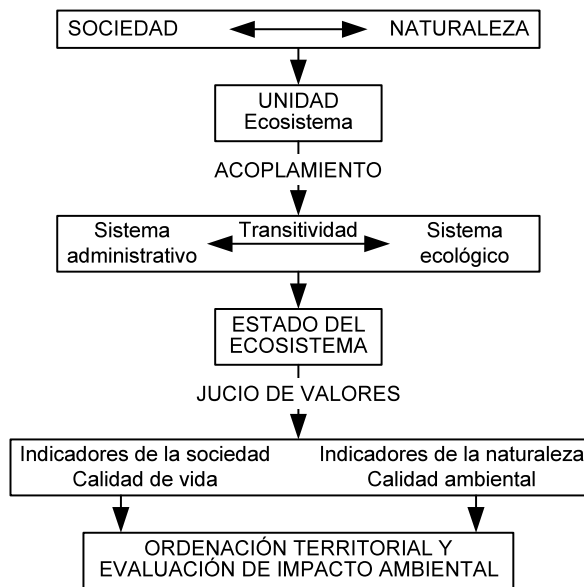 SOCIEDAD NATURALEZA
UNIDAD
Ecosistema
ACOPLAMIENTO
Sistema
administrativo
Transitividad
Sistema
ecológico
ESTADO DEL
ECOSISTEMA
JUCIO DE VALORES
Indicadores de la sociedad
Calidad de vida
Indicadores de la naturaleza
Calidad ambiental
ORDENACIÓN TERRITORIAL Y
EVALUACIÓN DE IMPACTO AMBIENTAL